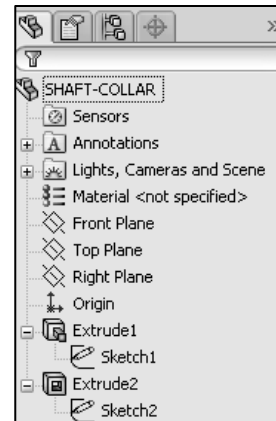 »
SHAFT-COLLAR
Sensors
A Annotations
Lights, Cameras and Scene
Material <not specified>
Front Plane
Top Plane
Right Plane
Origin
Extrude1
Sketch1
Extrude2
Sketch2